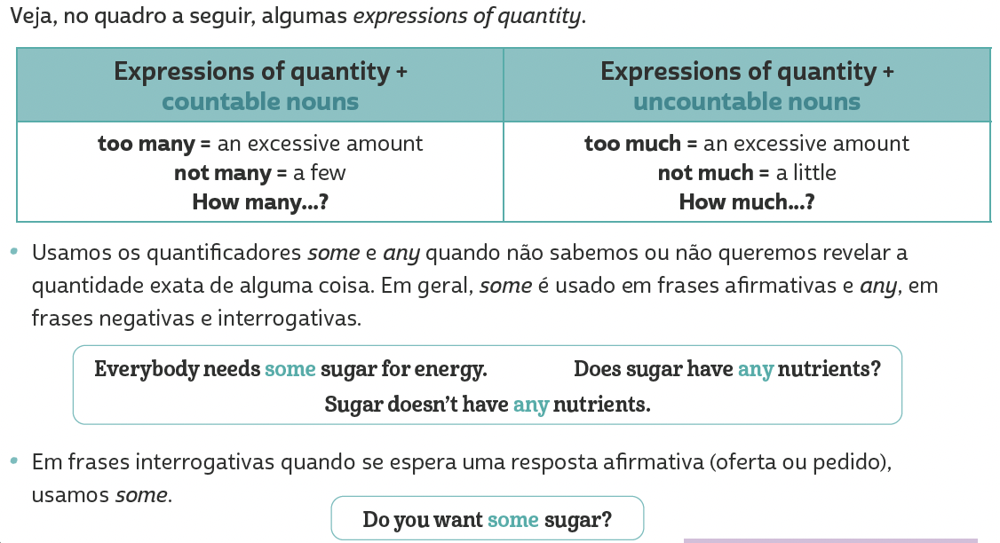 Veja, no quadro a seguir, algumas expressions of quantity.
Expressions of quantity +
countable nouns
Expressions of quantity +
uncountable nouns
too many = an excessive amount
not many = a few
How many...?
too much = an excessive amount
not much = a little
How much...?
• Usamos os quantificadores some e any quando não sabemos ou não queremos revelar a
quantidade exata de alguma coisa. Em geral, some é usado em frases afirmativas e any, em
frases negativas e interrogativas.
Everybody needs some sugar for energy.
Does sugar have any nutrients?
Sugar doesn’t have any nutrients.
• Em frases interrogativas quando se espera uma resposta afirmativa (oferta ou pedido),
usamos some.
Do you want some sugar?